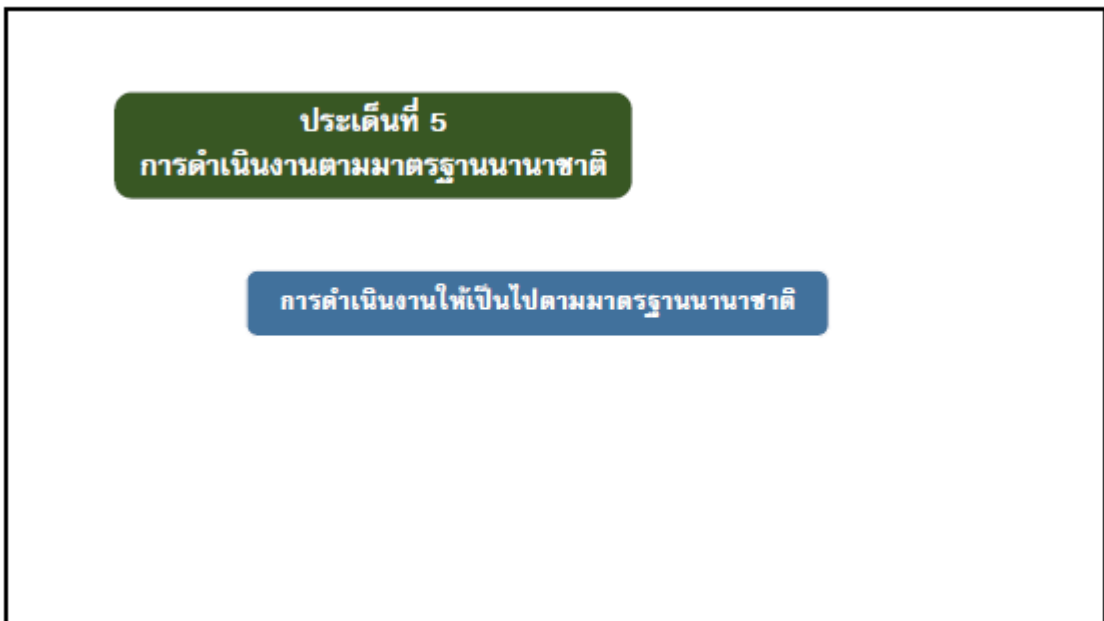 ประเด็นที่ 5
การดำเนินงานตามมาตรฐานนานาชาติ
การดำเนินงานให้เป็นไปตามมาตรฐานนานาชาติ